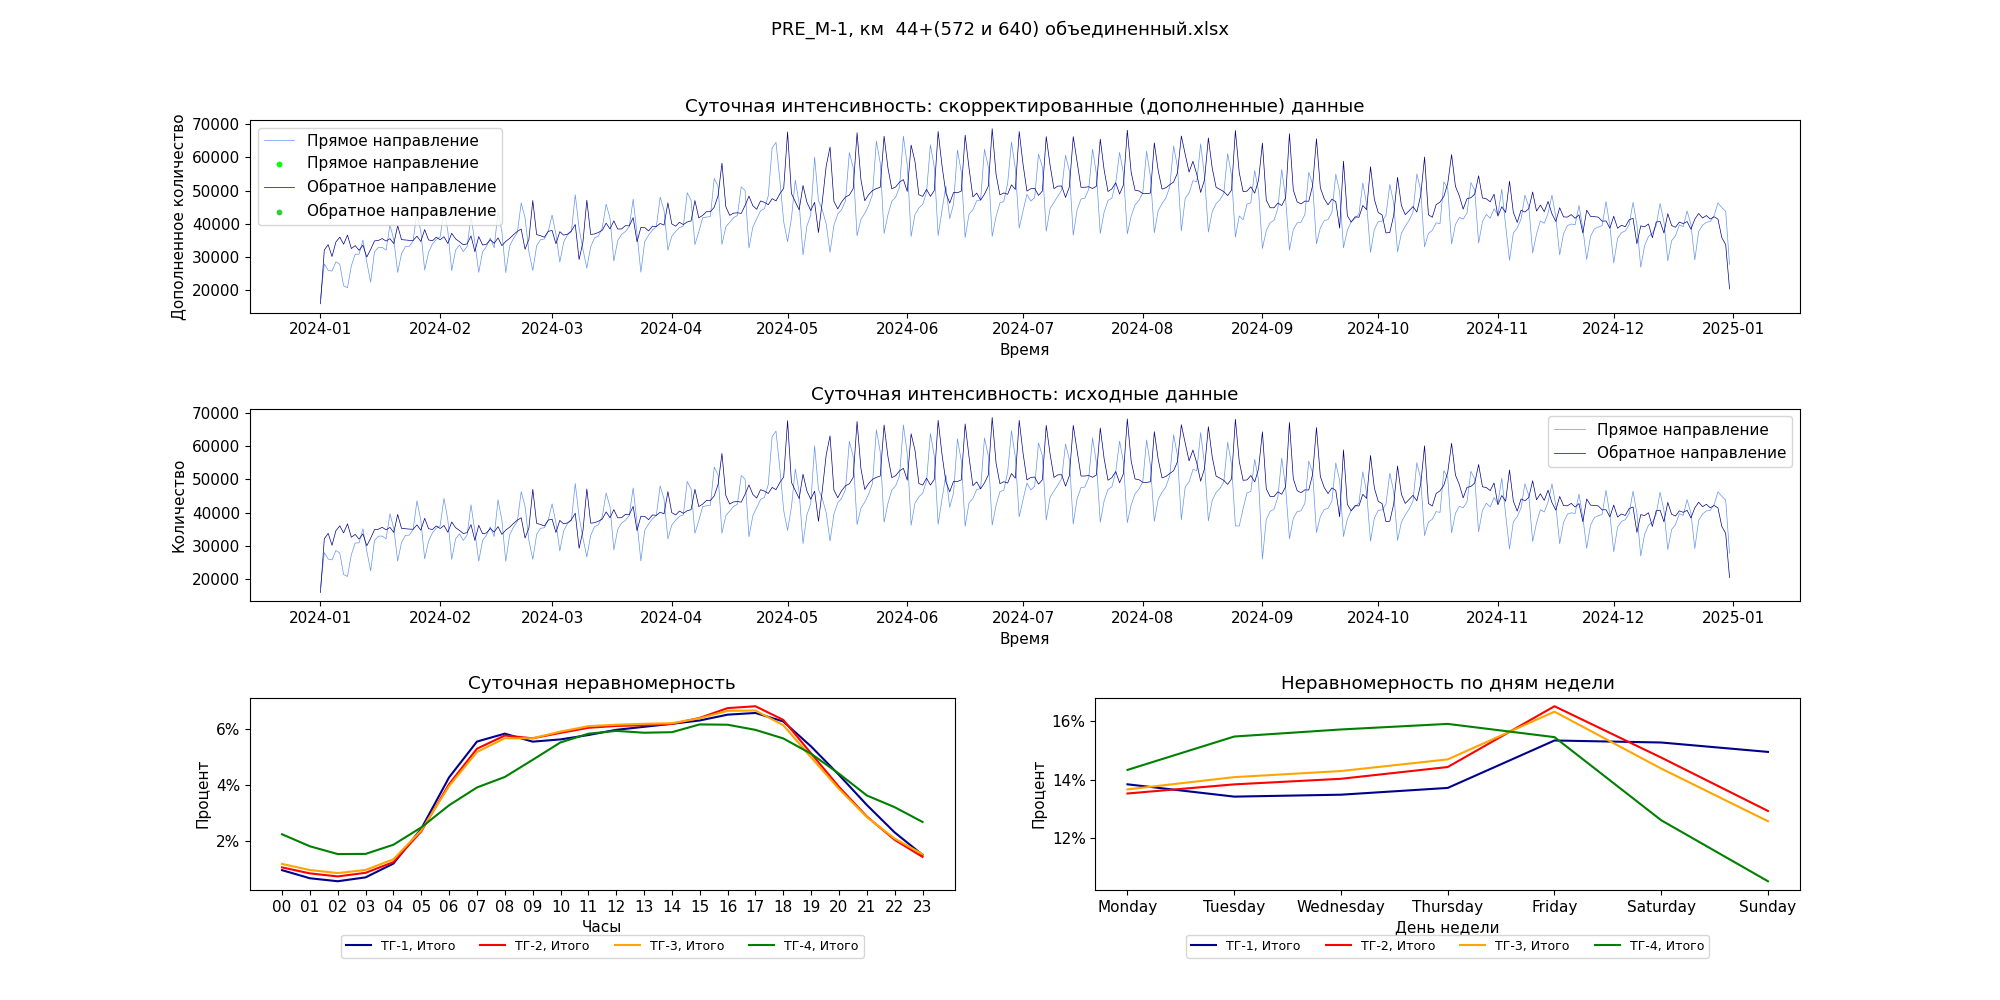 PRE_М-1, км  44+(572 и 640) объединенный.xlsx
Суточная интенсивность: скорректированные (дополненные) данные
Дополненное количество
70000
60000
50000
40000
30000
20000
Прямое направление
Прямое направление
Обратное направление
Обратное направление
2024-01 2024-02 2024-03 2024-04 2024-05 2024-06 2024-07 2024-08 2024-09 2024-10 2024-11 2024-12 2025-01
Время
Суточная интенсивность: исходные данные
Количество
70000
60000
50000
40000
30000
20000
Прямое направление
Обратное направление
2024-01 2024-02 2024-03 2024-04 2024-05 2024-06 2024-07 2024-08 2024-09 2024-10 2024-11 2024-12 2025-01
Время
Суточная неравномерность
Процент
6%
4%
2%
00 01 02 03 04 05 06 07 08 09 10 11 12 13 14 15 16 17 18 19 20 21 22 23
Часы
ТГ-1, Итого ТГ-2, Итого ТГ-3, Итого ТГ-4, Итого
Неравномерность по дням недели
Процент
16%
14%
12%
Monday Tuesday Wednesday Thursday Friday Saturday Sunday
День недели
ТГ-1, Итого ТГ-2, Итого ТГ-3, Итого ТГ-4, Итого